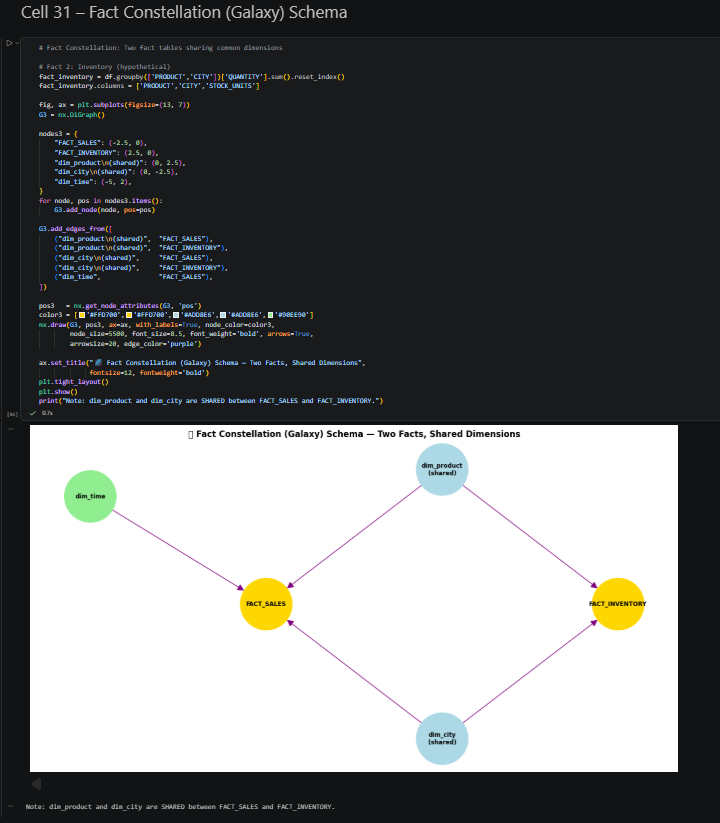 Cell 31 – Fact Constellation (Galaxy) Schema
# Fact Constellation: Two fact tables sharing common dimensions
# Fact 2: Inventory (hypothetical)
fact_inventory = df.groupby(['PRODUCT','CITY'])['QUANTITY'].sum().reset_index()
fact_inventory.columns = ['PRODUCT','CITY','STOCK_UNITS']
fig, ax = plt.subplots(figsize=(13, 7))
G3 = nx.DiGraph()
nodes3 = {
"FACT_SALES": (-2.5, 0),
"FACT_INVENTORY": (2.5, 0),
"dim_product\n(shared)": (0, 2.5),
"dim_city\n(shared)": (0, -2.5),
"dim_time": (-5, 2),
}
for node, pos in nodes3.items():
G3.add_node(node, pos=pos)
G3.add_edges_from([
("dim_product\n(shared)", "FACT_SALES"),
("dim_product\n(shared)", "FACT_INVENTORY"),
("dim_city\n(shared)", "FACT_SALES"),
("dim_city\n(shared)", "FACT_INVENTORY"),
("dim_time", "FACT_SALES"),
])
pos3 = nx.get_node_attributes(G3, 'pos')
color3 = ['#FFD700','#FFD700','#ADD8E6','#ADD8E6','#90EE90']
nx.draw(G3, pos3, ax=ax, with_labels=True, node_color=color3,
node_size=5500, font_size=8.5, font_weight='bold', arrows=True,
arrowsize=20, edge_color='purple')
ax.set_title("🌌 Fact Constellation (Galaxy) Schema — Two Facts, Shared Dimensions",
fontsize=12, fontweight='bold')
plt.tight_layout()
plt.show()
print("Note: dim_product and dim_city are SHARED between FACT_SALES and FACT_INVENTORY.")
0.7s
Fact Constellation (Galaxy) Schema — Two Facts, Shared Dimensions
dim_product
(shared)
dim_time
FACT_SALES
FACT_INVENTORY
dim_city
(shared)
Note: dim_product and dim_city are SHARED between FACT_SALES and FACT_INVENTORY.